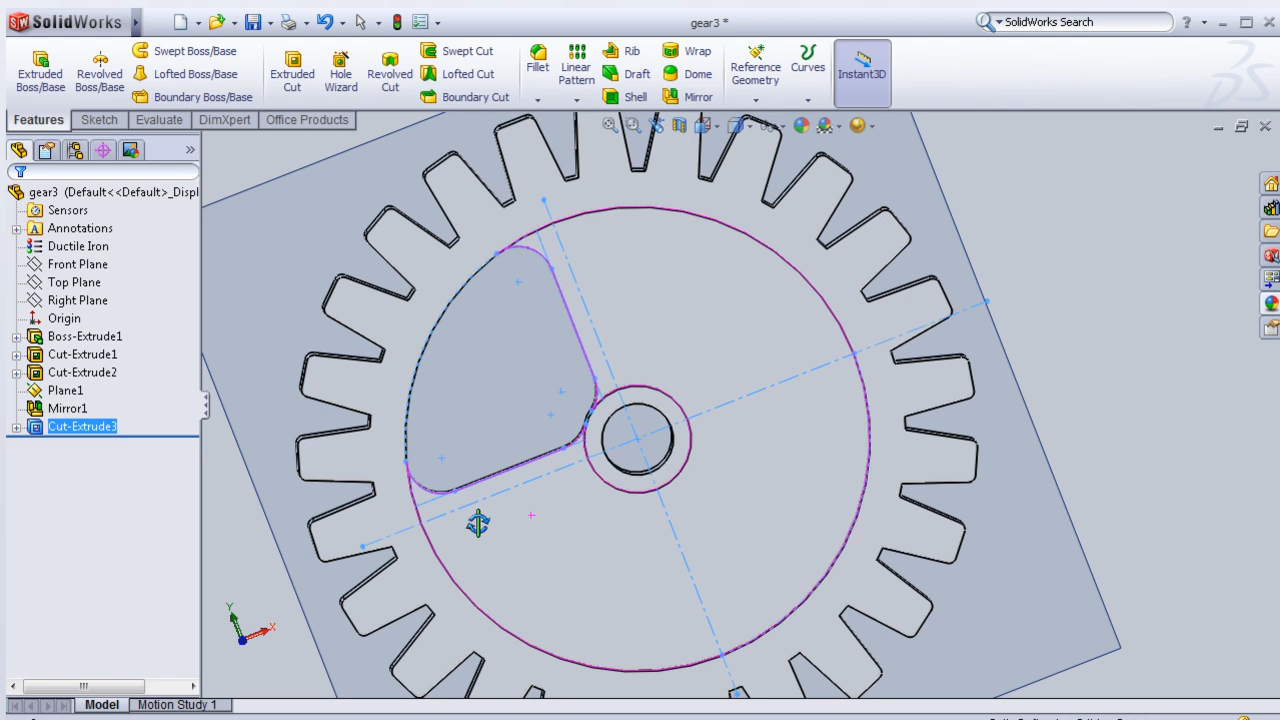 SolidWorks
gear3 *
SolidWorks Search
?
Extruded Boss/Base
Revolved Boss/Base
Swept Boss/Base
Lofted Boss/Base
Boundary Boss/Base
Extruded Cut
Hole Wizard
Revolved Cut
Swept Cut
Lofted Cut
Boundary Cut
Fillet
Linear Pattern
Rib
Draft
Shell
Wrap
Dome
Mirror
Reference Geometry
Curves
Instant3D
Features Sketch Evaluate DimXpert Office Products
gear3 (Default<<Default>_Displ
Sensors
Annotations
Ductile Iron
Front Plane
Top Plane
Right Plane
Origin
Boss-Extrude1
Cut-Extrude1
Cut-Extrude2
Plane1
Mirror1
Cut-Extrude3
Y
X
Model Motion Study 1